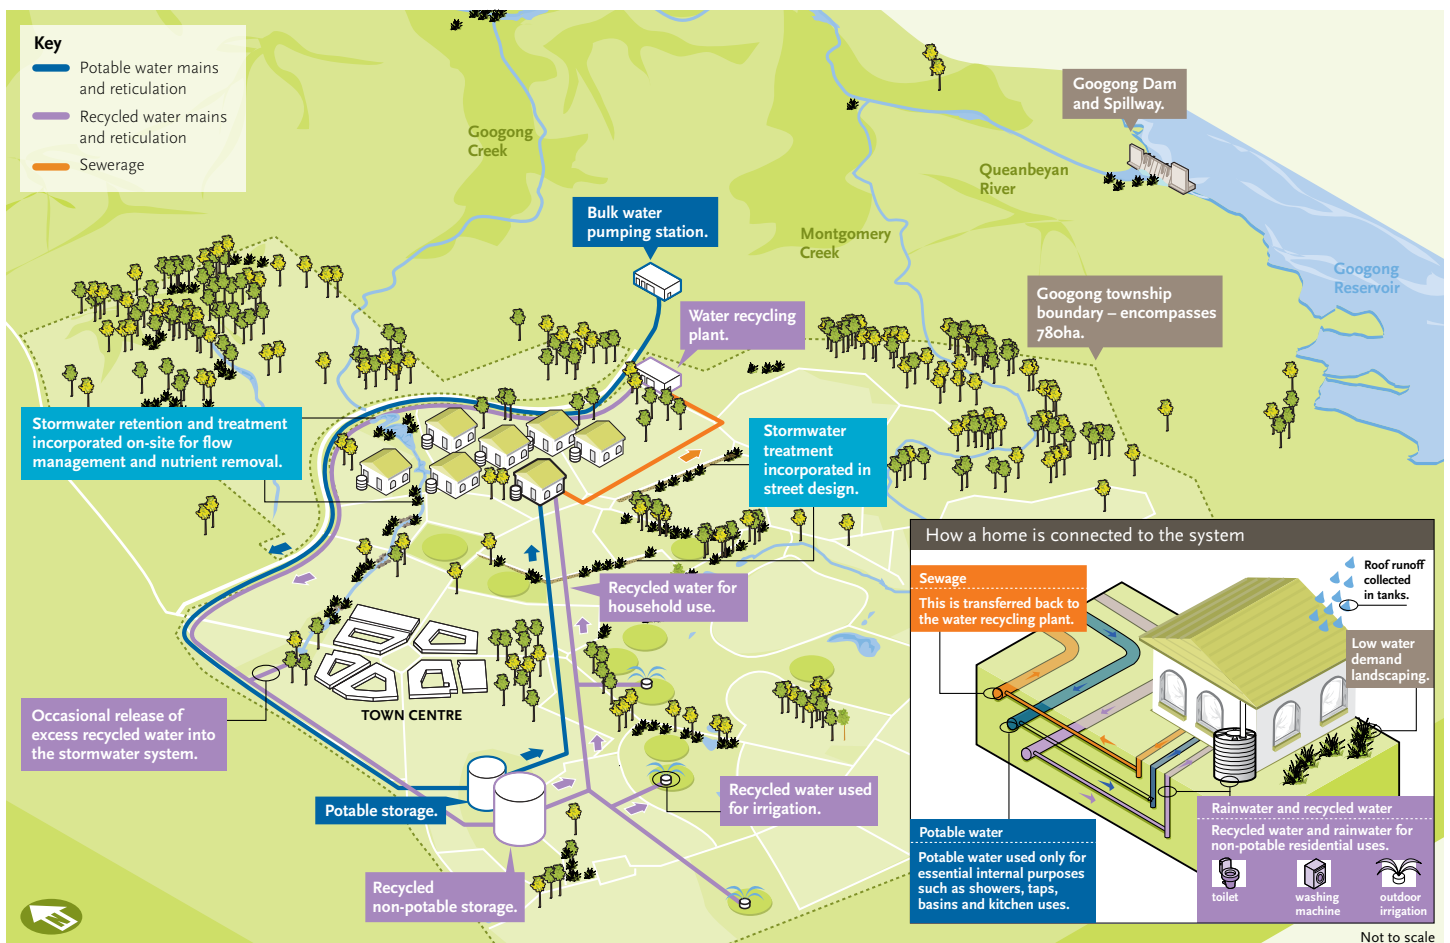 Key
Potable water mains
and reticulation
Recycled water mains
and reticulation
Sewerage
Googong
Creek
Googong Dam
and Spillway.
Queanbeyan
River
Bulk water
pumping station.
Montgomery
Creek
Googong
Reservoir
Googong township
boundary – encompasses
780ha.
Water recycling
plant.
Stormwater retention and treatment
incorporated on-site for flow
management and nutrient removal.
Stormwater
treatment
incorporated in
street design.
Recycled water for
household use.
TOWN CENTRE
Occasional release of
excess recycled water into
the stormwater system.
Potable storage.
Recycled water used
for irrigation.
Recycled
non-potable storage.
How a home is connected to the system
Sewage
This is transferred back to
the water recycling plant.
Roof runoff
collected
in tanks.
Low water
demand
landscaping.
Potable water
Potable water used only for
essential internal purposes
such as showers, taps,
basins and kitchen uses.
Rainwater and recycled water
Recycled water and rainwater for
non-potable residential uses.
toilet
washing
machine
outdoor
irrigation
Not to scale